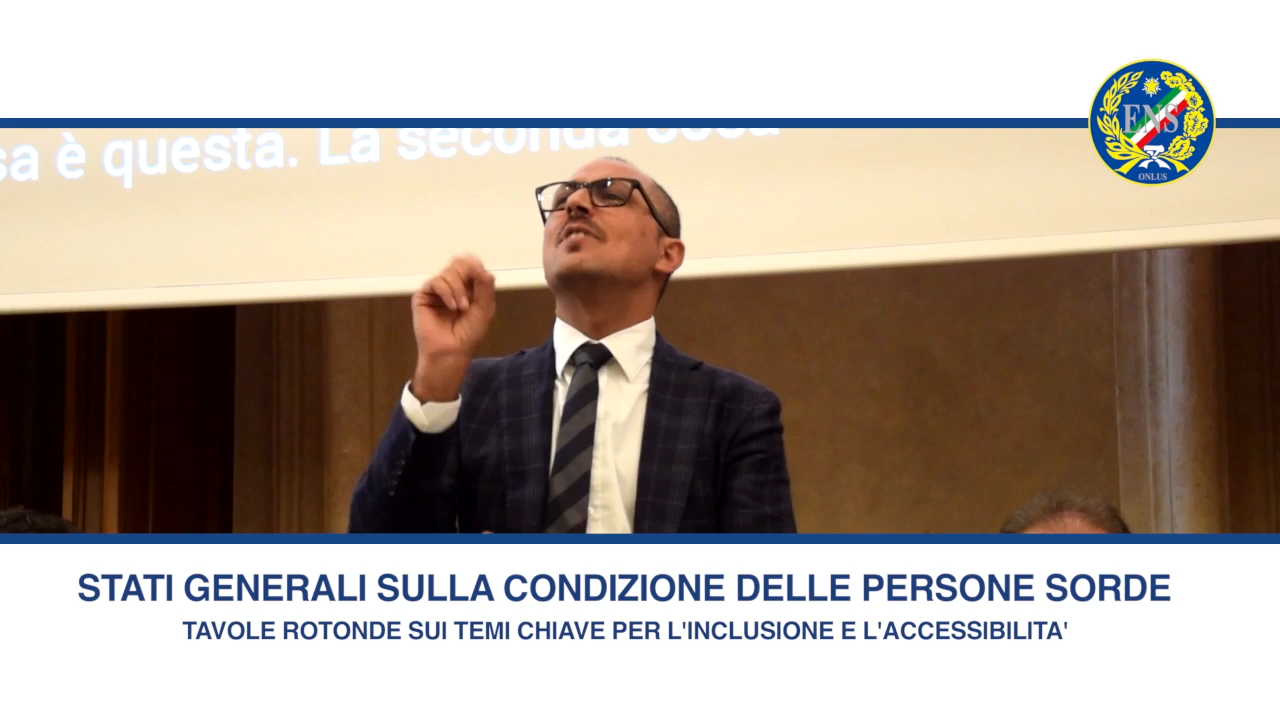 sa è questa. La seconda cosa
ENS
ONLUS
STATI GENERALI SULLA CONDIZIONE DELLE PERSONE SORDE
TAVOLE ROTONDE SUI TEMI CHIAVE PER L'INCLUSIONE E L'ACCESSIBILITA'